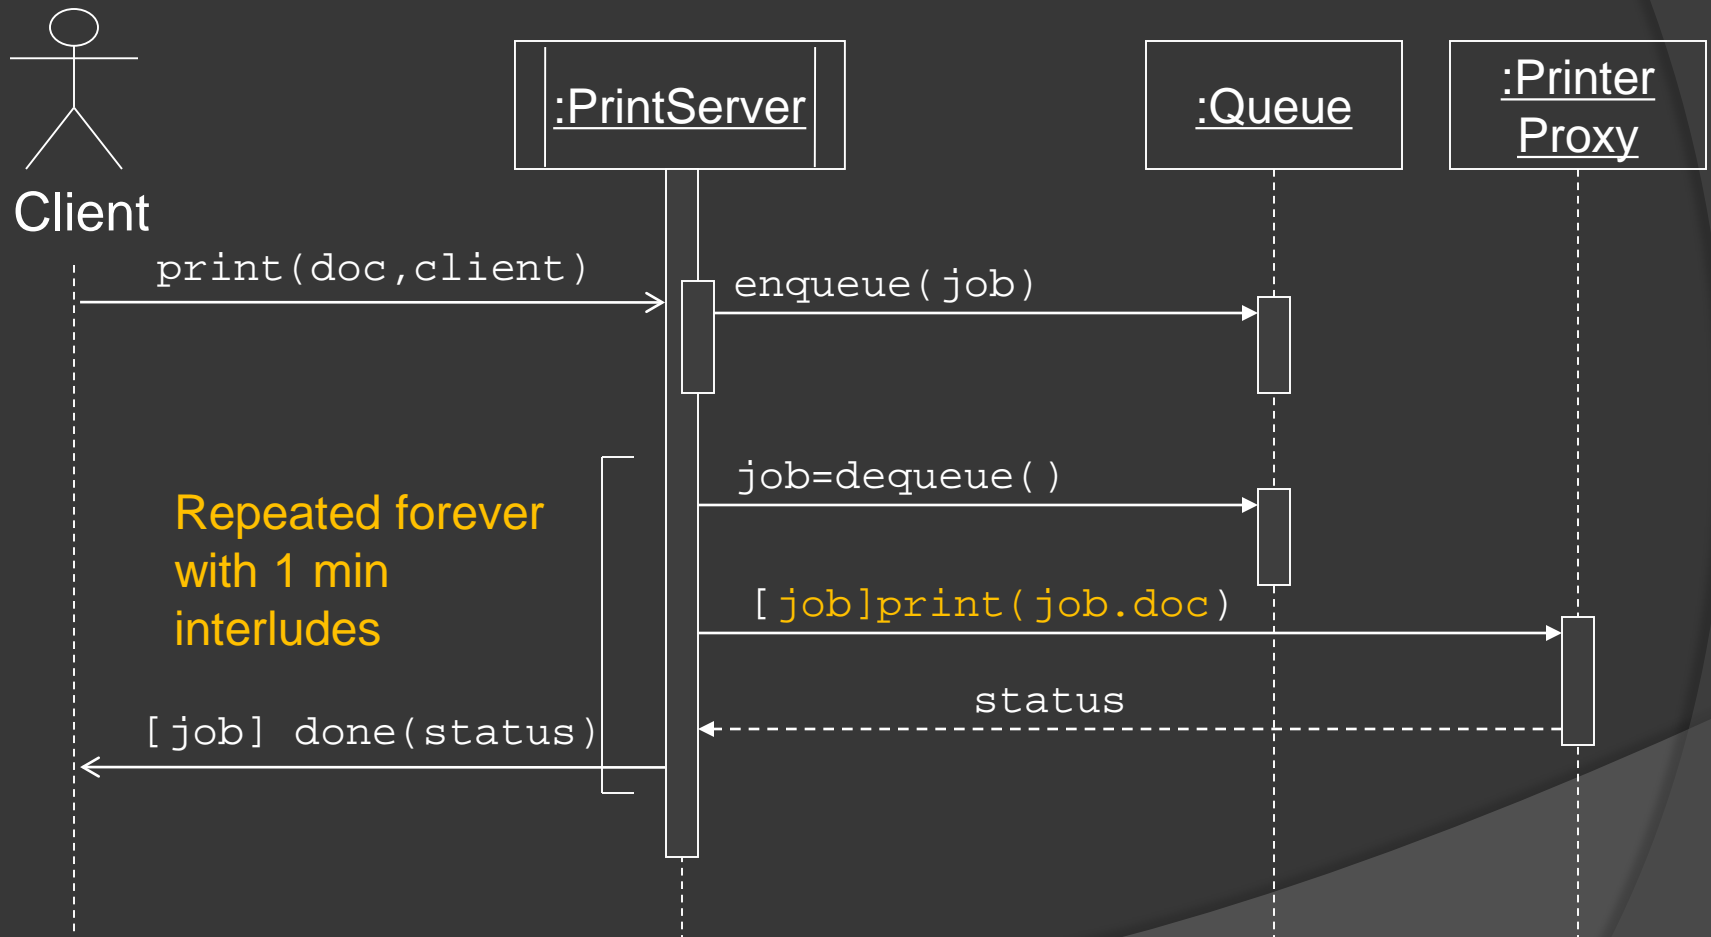 :PrintServer
:Queue
:Printer
Proxy
Client
print(doc,client)
enqueue(job)
job=dequeue()
Repeated forever
with 1 min
interludes
[job]print(job.doc)
status
[job] done(status)